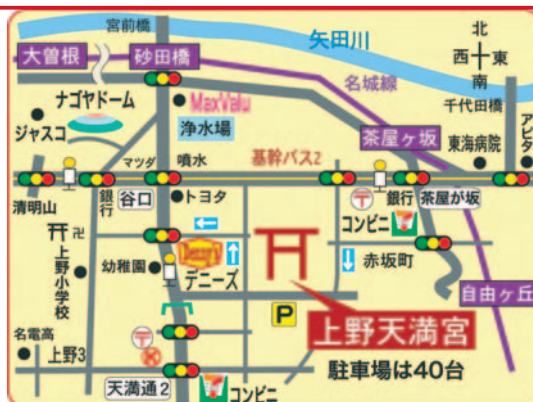 宮前橋
矢田川
北
西 東
南
大曽根
砂田橋
名城線
千代田橋
ナゴヤドーム
MaxValu
浄水場
ジャスコ
茶屋ヶ坂
東海病院
アピタ
マツダ
噴水
基幹バス2
清明山
銀行
谷口
トヨタ
〒
銀行
茶屋が坂
コンビニ
卍
上野小学校
幼稚園
Denny's
デニーズ
赤坂町
自由ヶ丘
P
上野天満宮
名電高
上野3
〒
駐車場は40台
天満通2
コンビニ